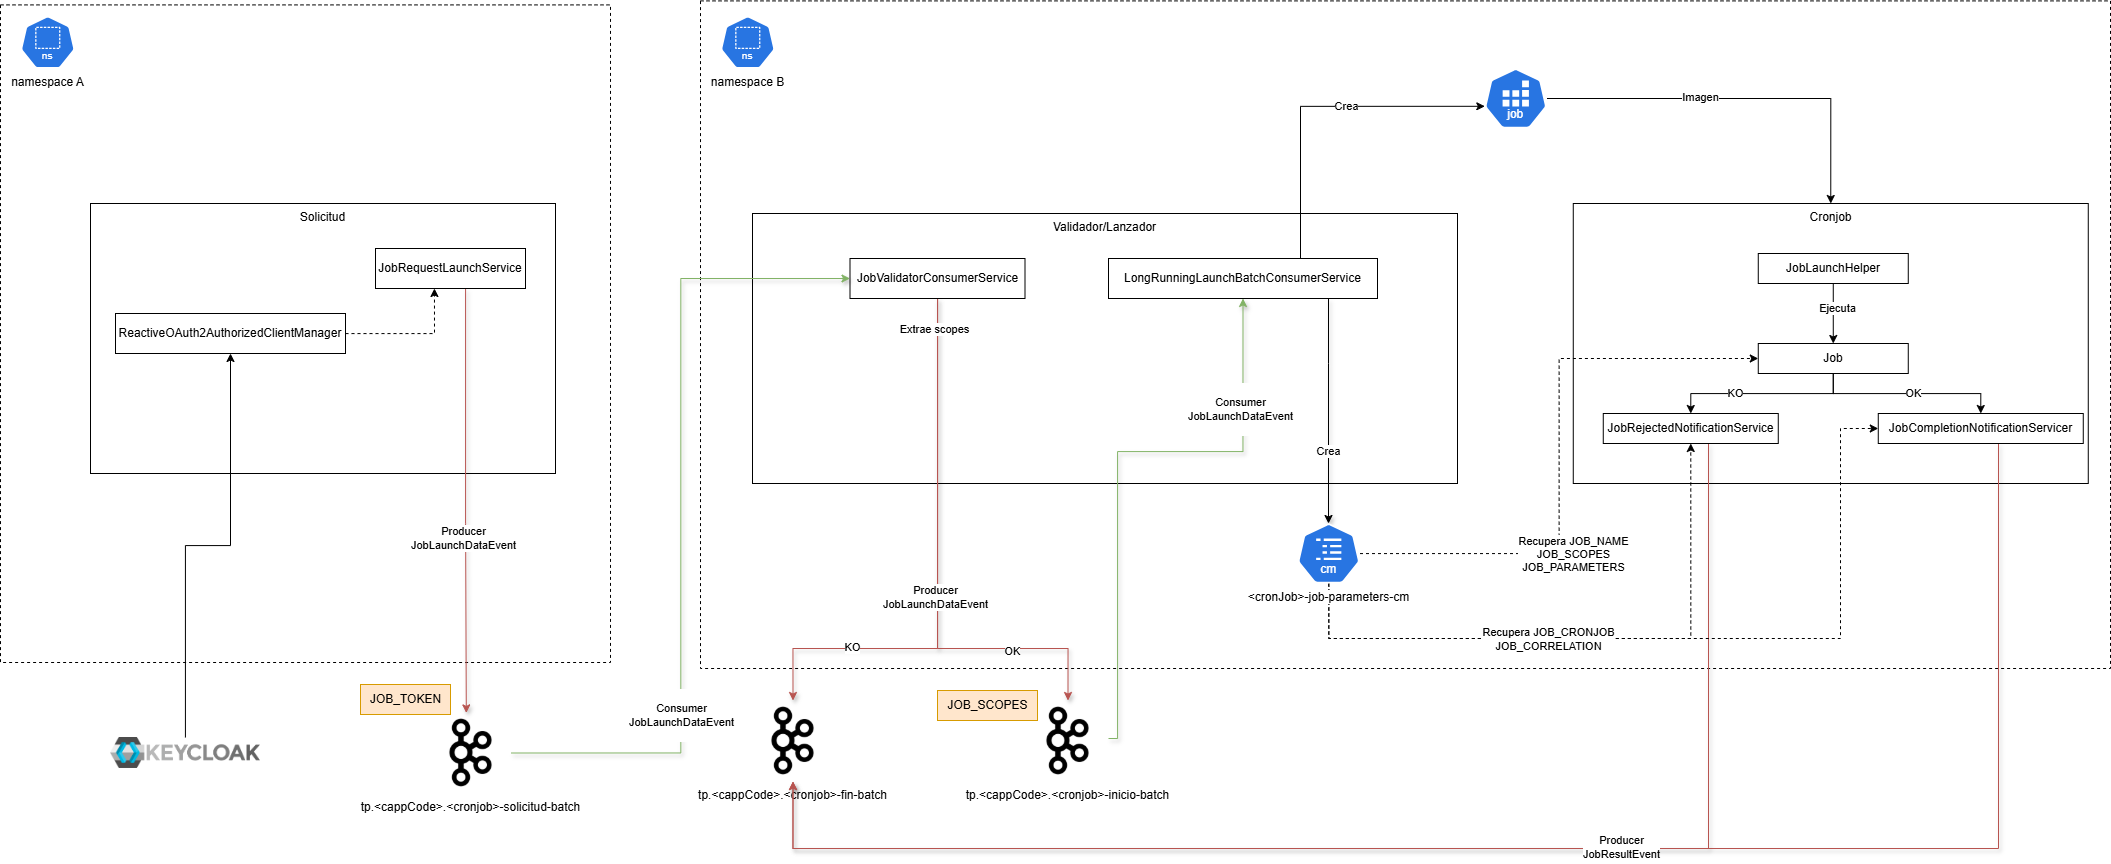 ns
namespace A
Solicitud
JobRequestLaunchService
ReactiveOAuth2AuthorizedClientManager
Producer
JobLaunchDataEvent
JOB_TOKEN
KEYCLOAK
tp.<cappCode>.<cronjob>-solicitud-batch
Consumer
JobLaunchDataEvent
ns
namespace B
Validador/Lanzador
JobValidatorConsumerService
LongRunningLaunchBatchConsumerService
Extrae scopes
Consumer
JobLaunchDataEvent
Crea
Crea
job
Imagen
Cronjob
JobLaunchHelper
Ejecuta
Job
KO
OK
JobRejectedNotificationService
JobCompletionNotificationServicer
cm
<cronJob>-job-parameters-cm
Recupera JOB_NAME
JOB_SCOPES
JOB_PARAMETERS
Recupera JOB_CRONJOB
JOB_CORRELATION
Producer
JobLaunchDataEvent
KO
OK
JOB_SCOPES
tp.<cappCode>.<cronjob>-fin-batch
tp.<cappCode>.<cronjob>-inicio-batch
Producer
JobResultEvent